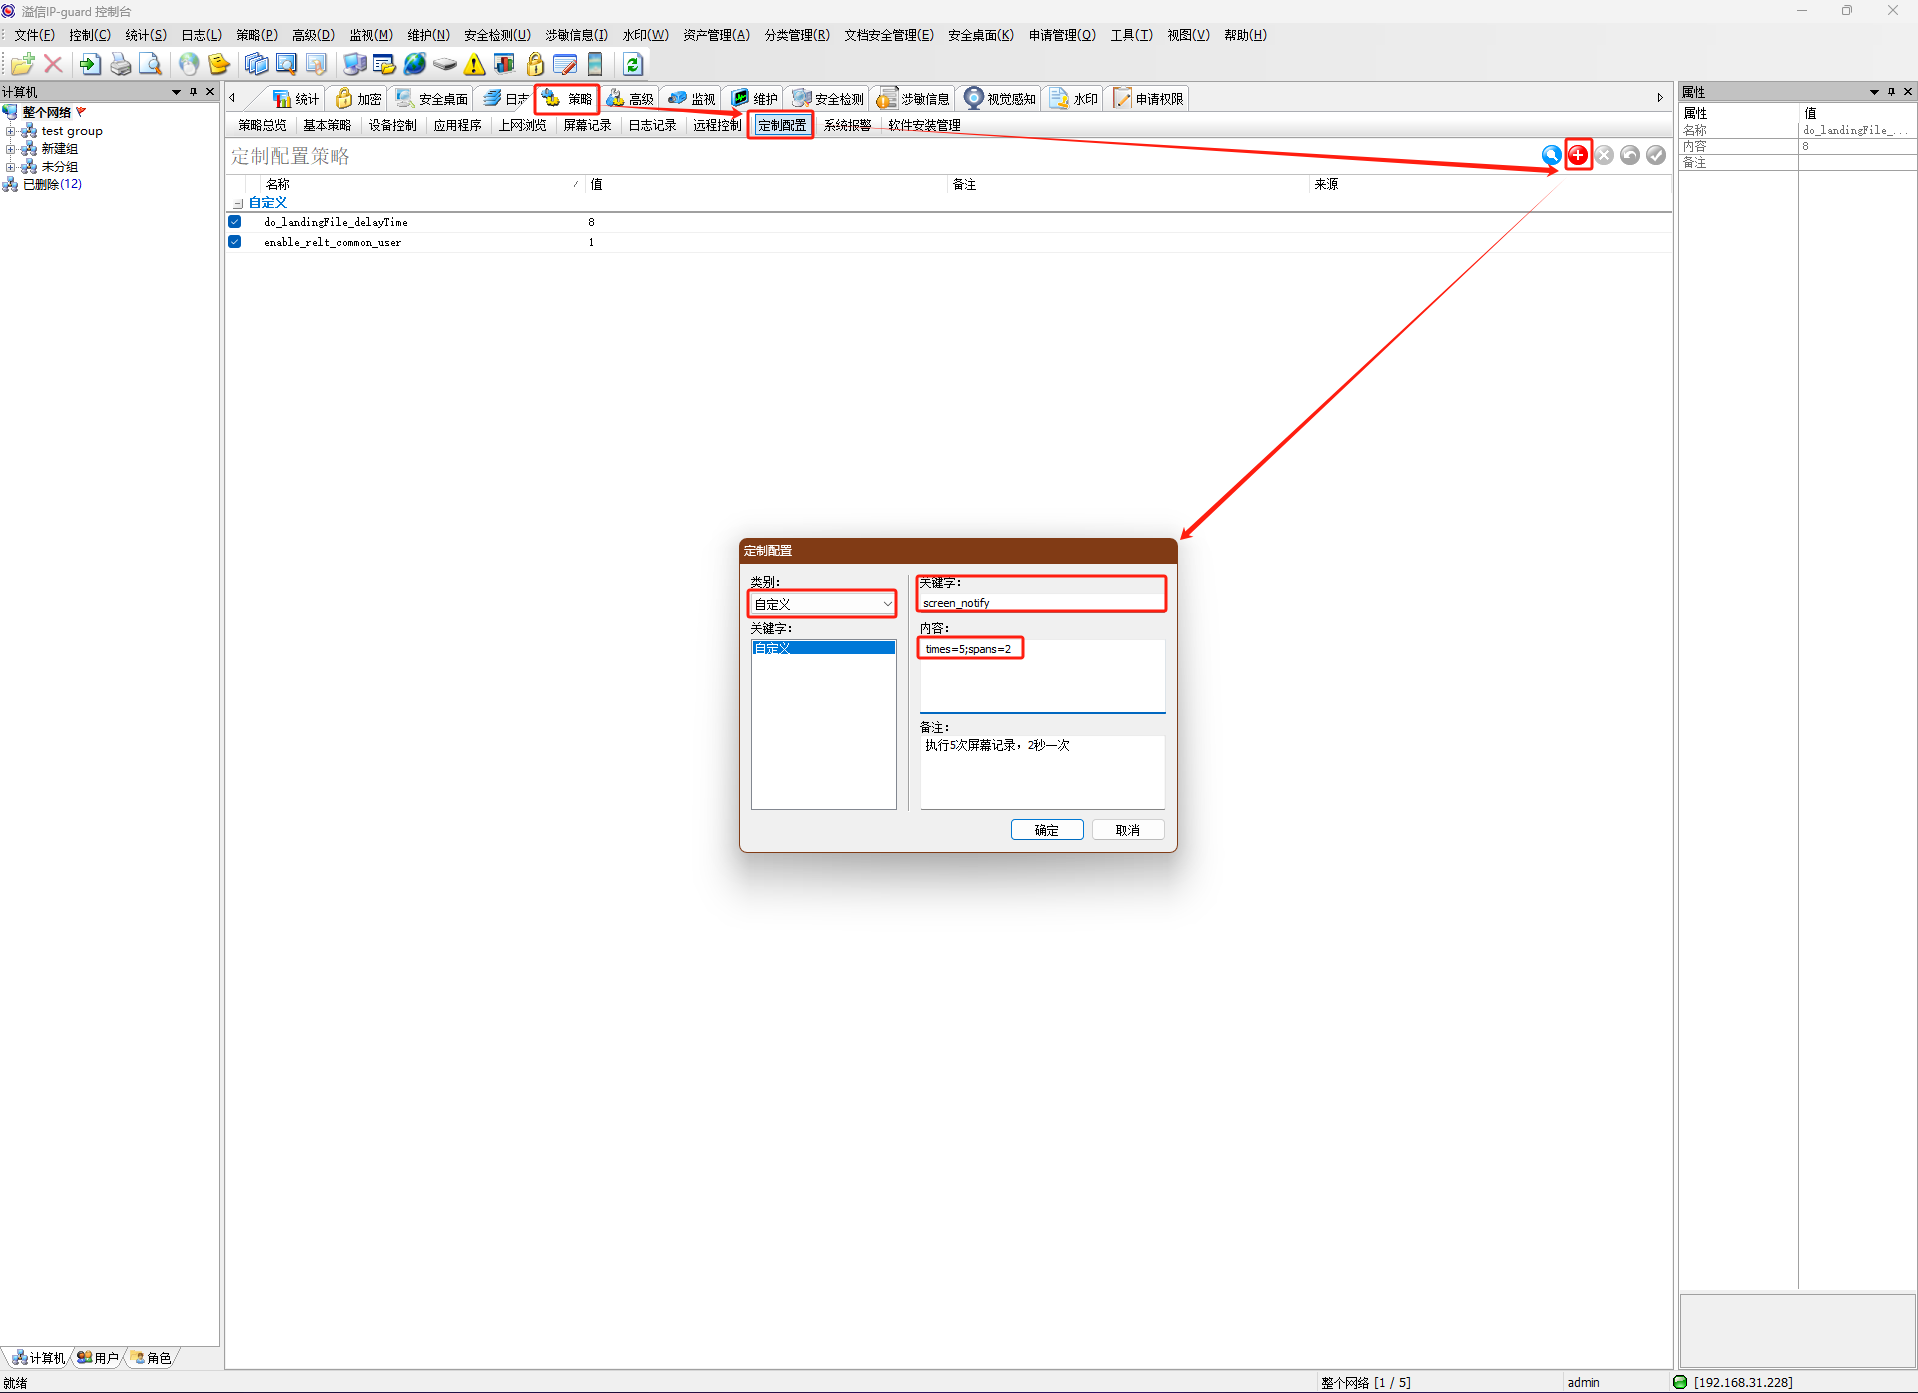 溢信IP-guard 控制台
文件(F) 控制(C) 统计(S) 日志(L) 策略(P) 高级(D) 监视(M) 维护(N) 安全检测(U) 涉敏信息(I) 水印(W) 资产管理(A) 分类管理(R) 文档安全管理(E) 安全桌面(K) 申请管理(Q) 工具(T) 视图(V) 帮助(H)
计算机
整个网络
test group
新建组
未分组
已删除(12)
统计 加密 安全桌面 日志 策略 高级 监视 维护 安全检测 涉敏信息 视觉感知 水印 申请权限
策略总览 基本策略 设备控制 应用程序 上网浏览 屏幕记录 日志记录 远程控制 定制配置 系统报警 软件安装管理
定制配置策略
名称 值 备注 来源
自定义
do_landingFile_delayTime 8
enable_relt_common_user 1
定制配置
类别:
自定义
关键字:
自定义
关键字:
screen_notify
内容:
times=5;spans=2
备注:
执行5次屏幕记录，2秒一次
确定 取消
属性
属性 值
名称 do_landingFile_...
内容 8
备注
计算机 用户 角色
就绪 整个网络 [1 / 5] admin [192.168.31.228]